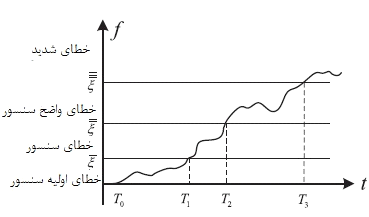 f
خطای شدید
ξ̿
خطای واضح سنسور
ξ̿
خطای سنسور
ξ̄
خطای اولیه سنسور
T₀ T₁ T₂ T₃ t